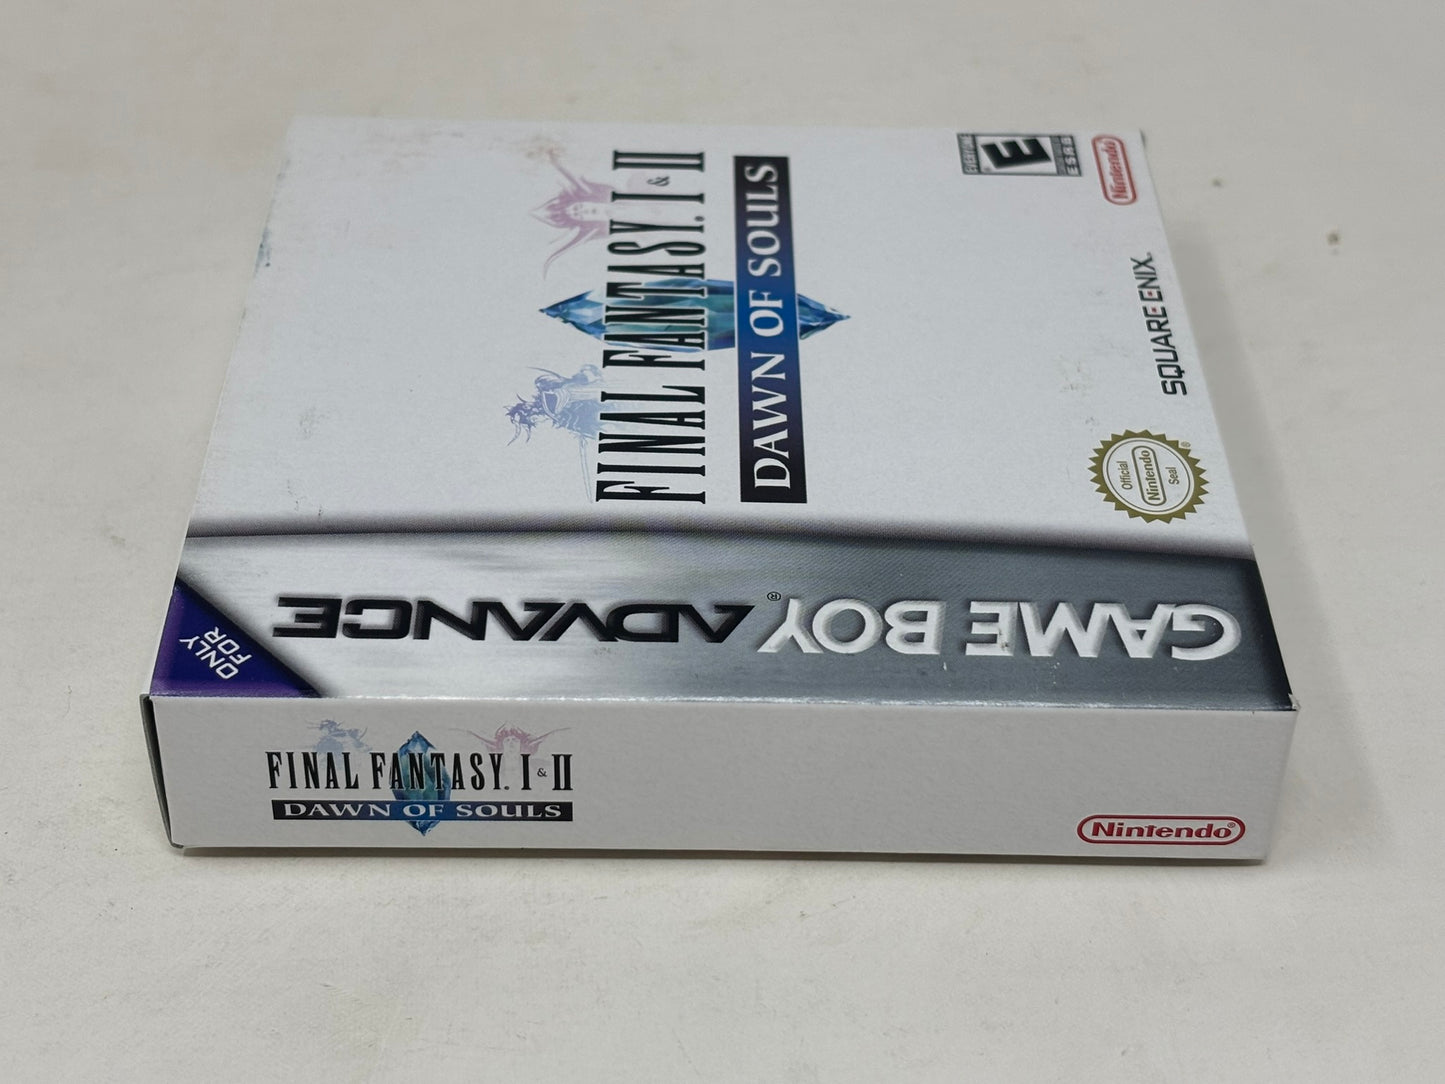 FINAL FANTASY. I & II
DAWN OF SOULS
EVERYONE
E
ESRB
Nintendo
SQUARE ENIX.
Official
Nintendo
Seal
®
GAME BOY ADVANCE
®
ONLY
FOR
FINAL FANTASY. I & II
DAWN OF SOULS
Nintendo®